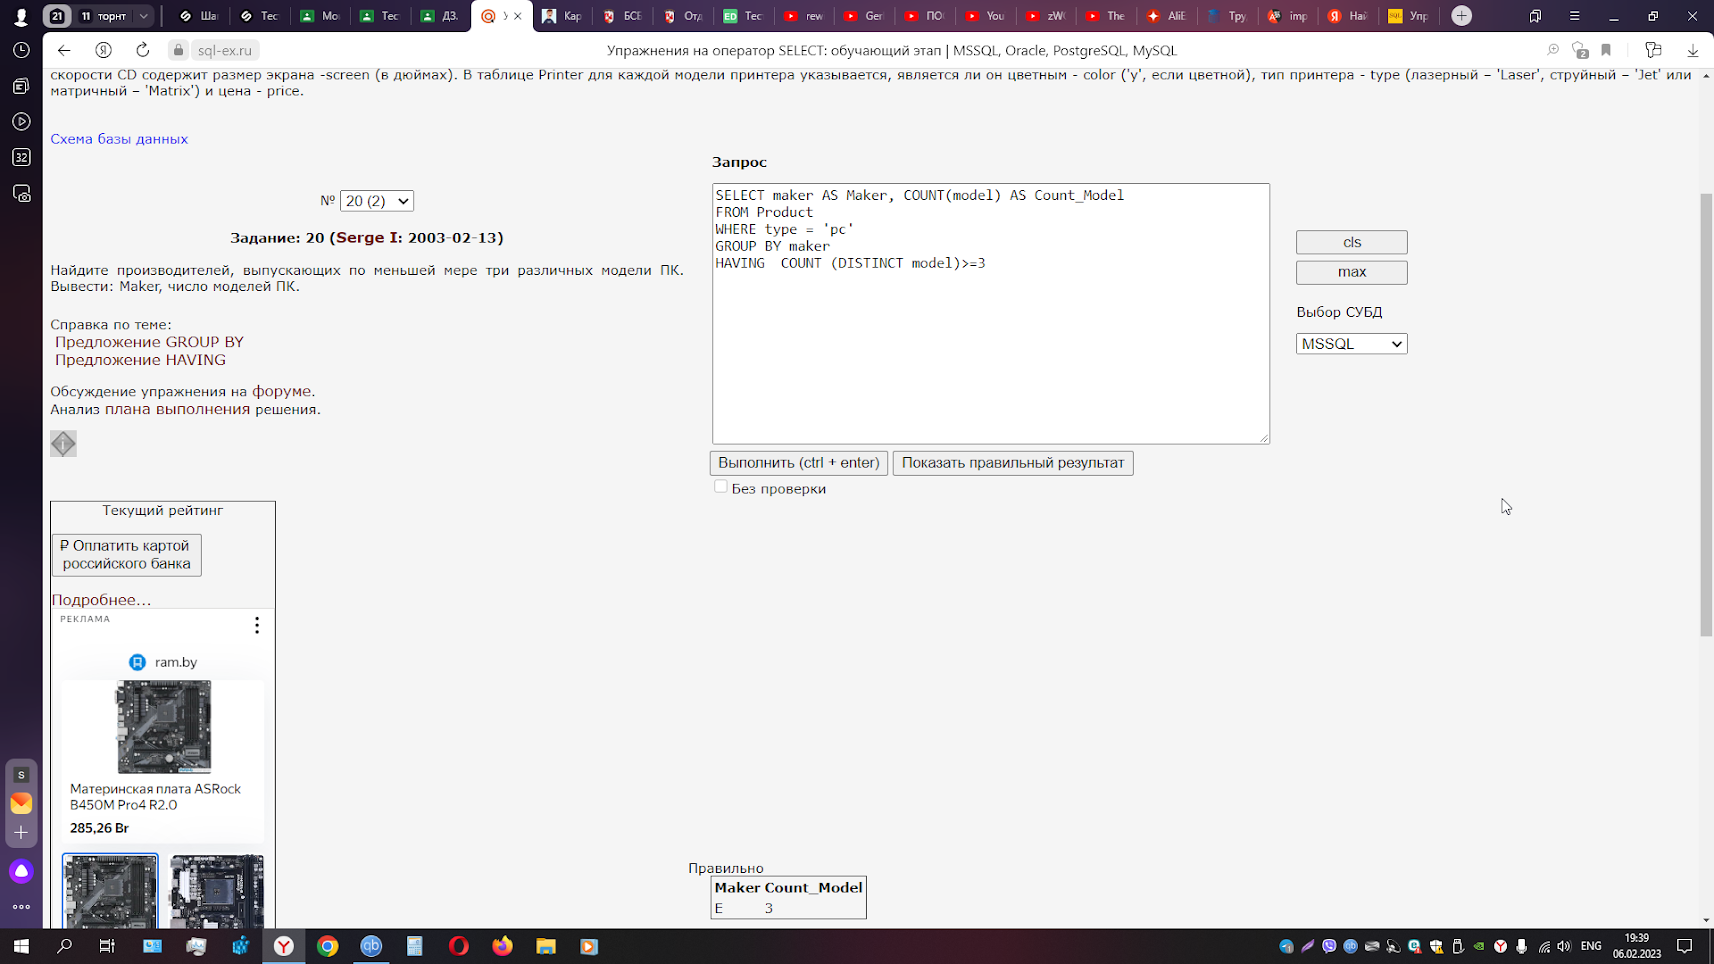 21
11 торнт
Ша
Тес
Мо
Тес
ДЗ.
У
Кар
БСЕ
Отд
ED Тес
rew
Ger
ПО
You
zW
The
AliE
Тру
imp
Най
SQL Упр
sql-ex.ru
Упражнения на оператор SELECT: обучающий этап | MSSQL, Oracle, PostgreSQL, MySQL
2
32
скорости CD содержит размер экрана -screen (в дюймах). В таблице Printer для каждой модели принтера указывается, является ли он цветным - color ('y', если цветной), тип принтера - type (лазерный – 'Laser', струйный – 'Jet' или
матричный – 'Matrix') и цена - price.
Схема базы данных
Запрос
№ 20 (2)
Задание: 20 (Serge I: 2003-02-13)
Найдите производителей, выпускающих по меньшей мере три различных модели ПК.
Вывести: Maker, число моделей ПК.
Справка по теме:
Предложение GROUP BY
Предложение HAVING
Обсуждение упражнения на форуме.
Анализ плана выполнения решения.
SELECT maker AS Maker, COUNT(model) AS Count_Model
FROM Product
WHERE type = 'pc'
GROUP BY maker
HAVING  COUNT (DISTINCT model)>=3
cls
max
Выбор СУБД
MSSQL
Выполнить (ctrl + enter)
Показать правильный результат
Без проверки
Текущий рейтинг
₽ Оплатить картой
российского банка
Подробнее...
РЕКЛАМА
ram.by
Материнская плата ASRock
B450M Pro4 R2.0
285,26 Br
Правильно
Maker Count_Model
E 3
S
qb
ENG
19:39
06.02.2023